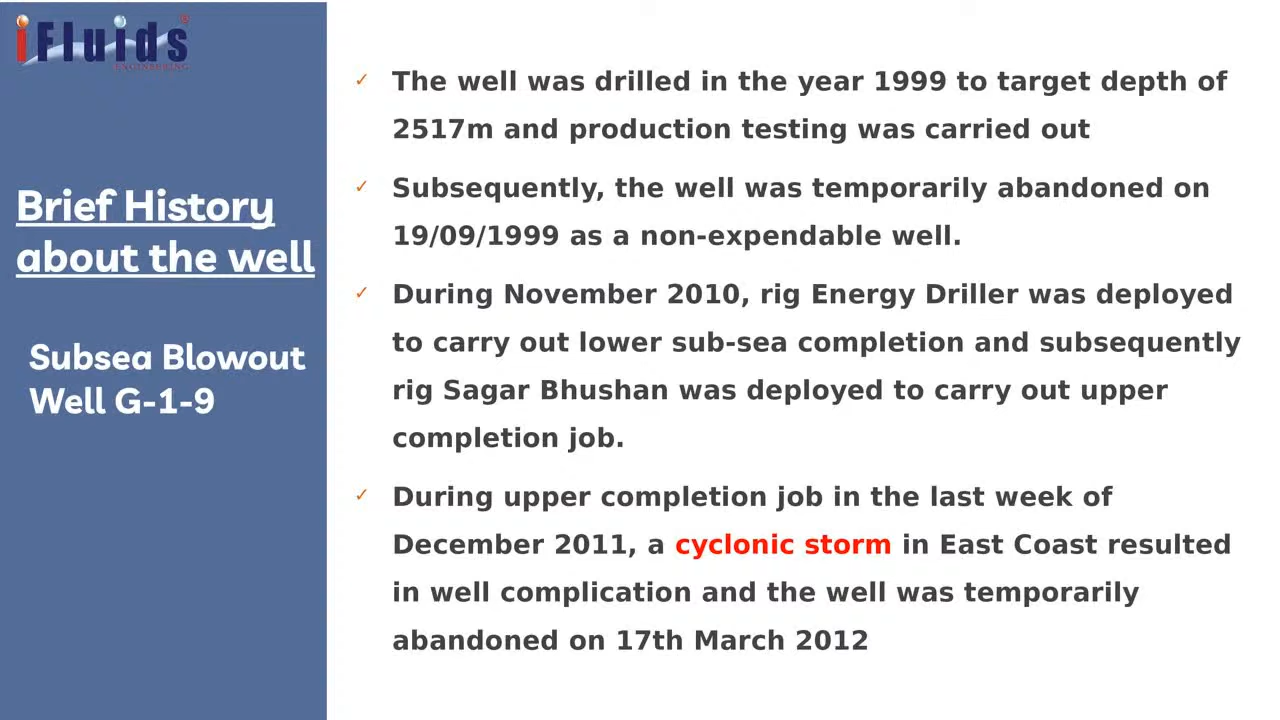 iFluids
ENGINEERING
Brief History
about the well
Subsea Blowout
Well G-1-9
✓ The well was drilled in the year 1999 to target depth of
2517m and production testing was carried out
✓ Subsequently, the well was temporarily abandoned on
19/09/1999 as a non-expendable well.
✓ During November 2010, rig Energy Driller was deployed
to carry out lower sub-sea completion and subsequently
rig Sagar Bhushan was deployed to carry out upper
completion job.
✓ During upper completion job in the last week of
December 2011, a cyclonic storm in East Coast resulted
in well complication and the well was temporarily
abandoned on 17th March 2012